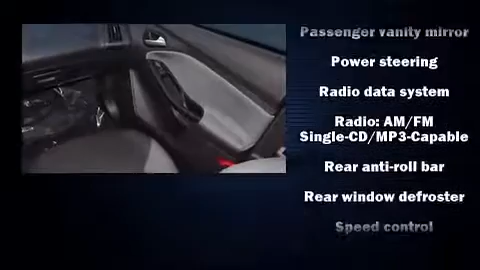 Passenger vanity mirror
Power steering
Radio data system
Radio: AM/FM
Single-CD/MP3-Capable
Rear anti-roll bar
Rear window defroster
Speed control